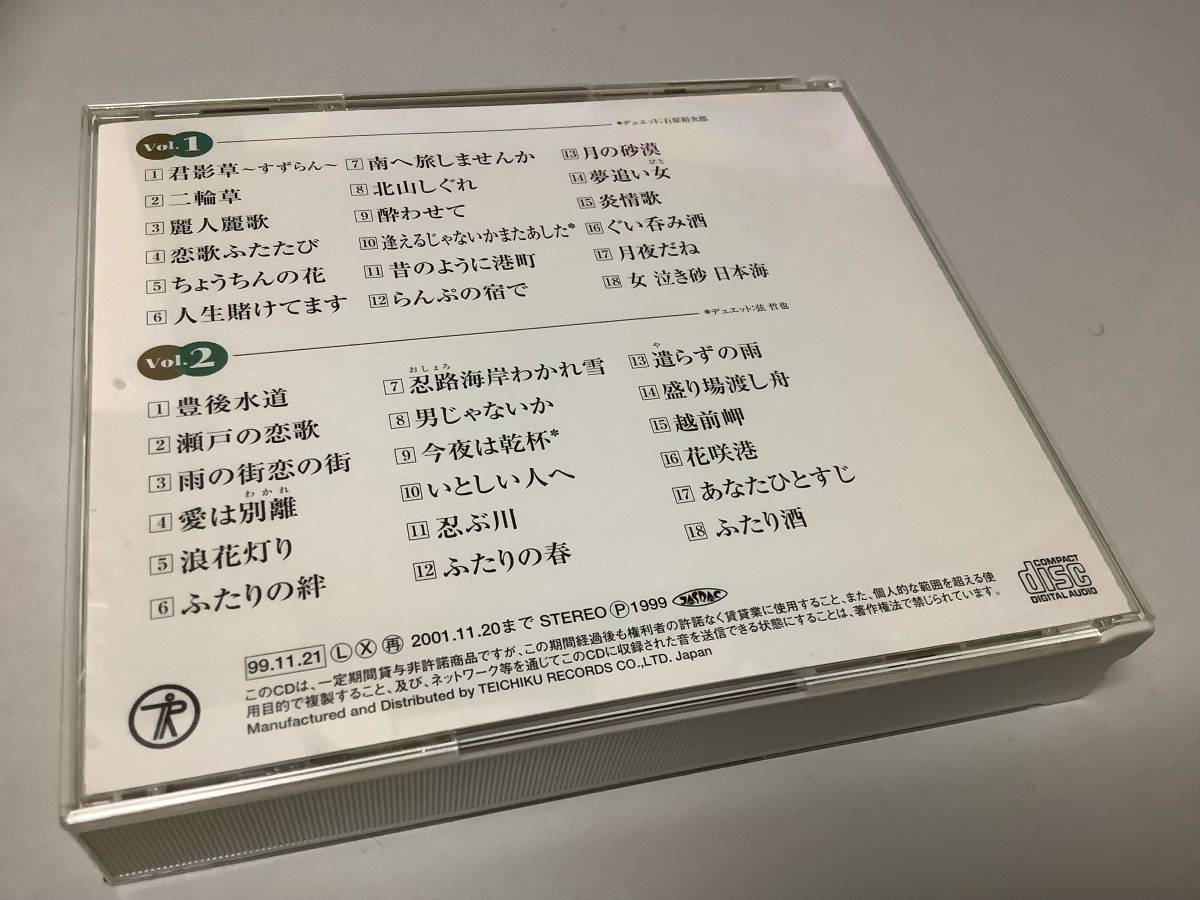 Vol.1
*デュエット:石原裕次郎
1 君影草~すずらん~
2 二輪草
3 麗人麗歌
4 恋歌ふたたび
5 ちょうちんの花
6 人生賭けてます
7 南へ旅しませんか
8 北山しぐれ
9 酔わせて
10 逢えるじゃないかまたあした*
11 昔のように港町
12 らんぷの宿で
13 月の砂漠
ひと
14 夢追い女
15 炎情歌
16 ぐい呑み酒
17 月夜だね
18 女 泣き砂 日本海
Vol.2
*デュエット:弦 哲也
1 豊後水道
2 瀬戸の恋歌
3 雨の街恋の街
わかれ
4 愛は別離
5 浪花灯り
6 ふたりの絆
おしょろ
7 忍路海岸わかれ雪
8 男じゃないか
9 今夜は乾杯*
10 いとしい人へ
11 忍ぶ川
12 ふたりの春
や
13 遣らずの雨
14 盛り場渡し舟
15 越前岬
16 花咲港
17 あなたひとすじ
18 ふたり酒
99.11.21 Ⓛ Ⓧ 再 2001.11.20まで STEREO Ⓟ1999 JASRAC
このCDは、一定期間貸与非許諾商品ですが、この期間経過後も権利者の許諾なく賃貸業に使用すること、また、個人的な範囲を超える使
用目的で複製すること、及び、ネットワーク等を通じてこのCDに収録された音を送信できる状態にすることは、著作権法で禁じられています。
Manufactured and Distributed by TEICHIKU RECORDS CO.,LTD. Japan
COMPACT
disc
DIGITAL AUDIO